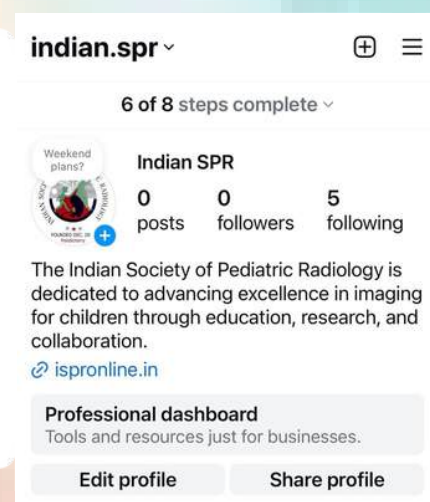 indian.spr
6 of 8 steps complete
Weekend
plans?
Indian SPR
0
posts
0
followers
5
following
The Indian Society of Pediatric Radiology is
dedicated to advancing excellence in imaging
for children through education, research, and
collaboration.
ispronline.in
Professional dashboard
Tools and resources just for businesses.
Edit profile
Share profile